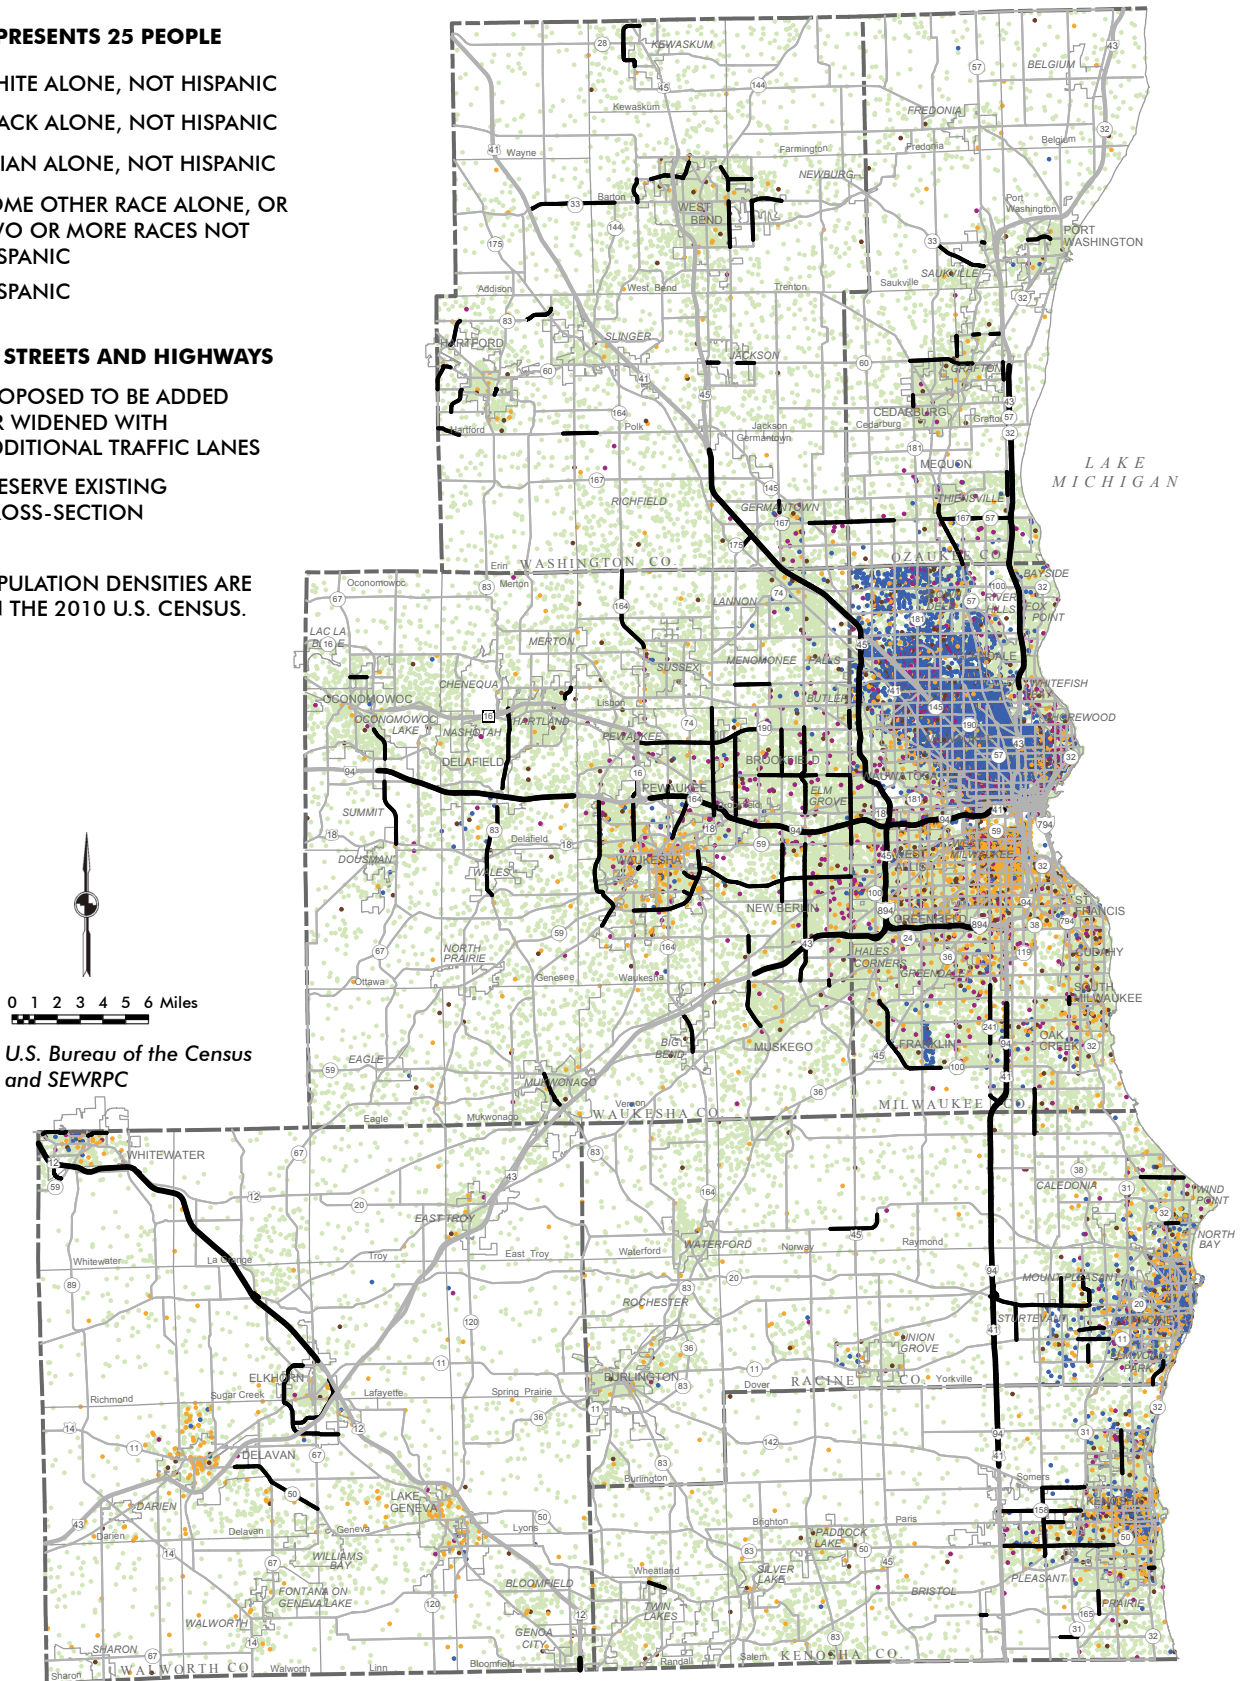 PRESENTS 25 PEOPLE
HITE ALONE, NOT HISPANIC
ACK ALONE, NOT HISPANIC
IAN ALONE, NOT HISPANIC
OME OTHER RACE ALONE, OR
WO OR MORE RACES NOT
SPANIC
SPANIC
STREETS AND HIGHWAYS
OPOSED TO BE ADDED
R WIDENED WITH
DDITIONAL TRAFFIC LANES
ESERVE EXISTING
ROSS-SECTION
PULATION DENSITIES ARE
N THE 2010 U.S. CENSUS.
0 1 2 3 4 5 6 Miles
U.S. Bureau of the Census
and SEWRPC
KEWASKUM
Kewaskum
BELGIUM
FREDONIA
Fredonia
Belgium
Wayne
Farmington
NEWBURG
Barton
WEST
BEND
Port
Washington
PORT
WASHINGTON
SAUKVILLE
Saukville
Addison
West Bend
Trenton
HARTFORD
SLINGER
JACKSON
GRAFTON
CEDARBURG
Cedarburg
Grafton
Hartford
Polk
Jackson
Germantown
MEQUON
LAKE
MICHIGAN
RICHFIELD
GERMANTOWN
THIENSVILLE
Erin
WASHINGTON CO.
OZAUKEE CO.
Oconomowoc
Merton
LANNON
BAYSIDE
RIVER
HILLS
FOX
POINT
LAC LA
MERTON
SUSSEX
MENOMONEE FALLS
CHENEQUA
BUTLER
WHITEFISH
OCONOMOWOC
OCONOMOWOC
LAKE
NASHOTAH
HARTLAND
Lisbon
PEWAUKEE
SHOREWOOD
DELAFIELD
BROOKFIELD
PEWAUKEE
ELM
GROVE
WAUWATOSA
SUMMIT
Delafield
DOUSMAN
WALES
WAUKESHA
WEST
ALLIS
WEST
MILWAUKEE
NEW BERLIN
GREENFIELD
ST.
FRANCIS
NORTH
PRAIRIE
Ottawa
Genesee
Waukesha
HALES
CORNERS
GREENDALE
CUDAHY
SOUTH
MILWAUKEE
EAGLE
BIG
BEND
MUSKEGO
FRANKLIN
OAK
CREEK
MUKWONAGO
Eagle
Mukwonago
Vernon
WAUKESHA CO.
MILWAUKEE CO.
WHITEWATER
CALEDONIA
WIND
POINT
NORTH
BAY
EAST TROY
Whitewater
La Grange
Troy
East Troy
Waterford
WATERFORD
Norway
Raymond
ROCHESTER
MOUNT PLEASANT
STURTEVANT
UNION
GROVE
ELMWOOD
PARK
ELKHORN
BURLINGTON
Richmond
Sugar Creek
Lafayette
Spring Prairie
Dover
RACINE CO.
Yorkville
DELAVAN
DARIEN
Darien
Delavan
Geneva
LAKE
GENEVA
Lyons
Burlington
Somers
KENOSHA
Brighton
Paris
PADDOCK
LAKE
WILLIAMS
BAY
FONTANA ON
GENEVA LAKE
BLOOMFIELD
Wheatland
SILVER
LAKE
TWIN
LAKES
BRISTOL
PLEASANT
PRAIRIE
WALWORTH
SHARON
GENOA
CITY
Sharon
WALWORTH CO.
Walworth
Linn
Bloomfield
Randall
Salem
KENOSHA CO.